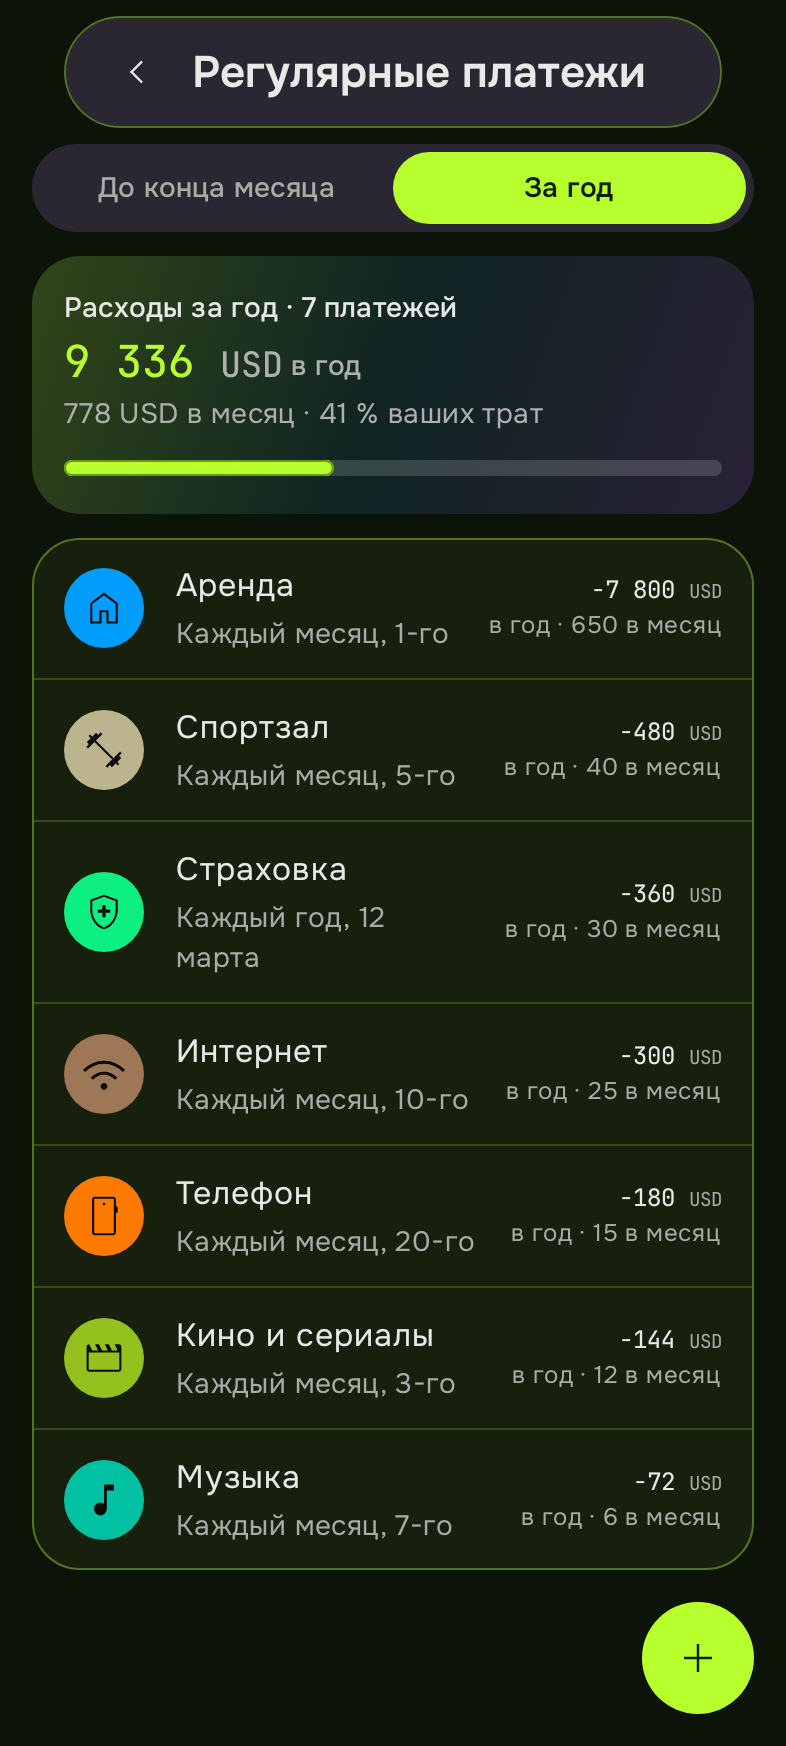 Регулярные платежи
До конца месяца
За год
Расходы за год · 7 платежей
9 336 USD в год
778 USD в месяц · 41 % ваших трат
Аренда
-7 800 USD
Каждый месяц, 1-го
в год · 650 в месяц
Спортзал
-480 USD
Каждый месяц, 5-го
в год · 40 в месяц
Страховка
-360 USD
Каждый год, 12
марта
в год · 30 в месяц
Интернет
-300 USD
Каждый месяц, 10-го
в год · 25 в месяц
Телефон
-180 USD
Каждый месяц, 20-го
в год · 15 в месяц
Кино и сериалы
-144 USD
Каждый месяц, 3-го
в год · 12 в месяц
Музыка
-72 USD
Каждый месяц, 7-го
в год · 6 в месяц